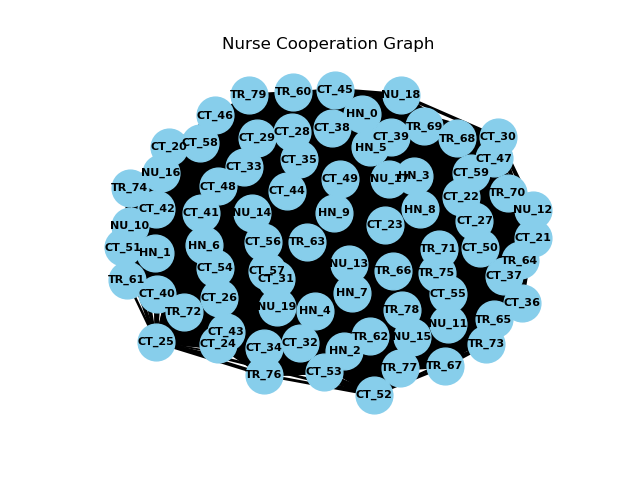 Nurse Cooperation Graph
CT_45
TR_60
TR_79
NU_18
HN_0
CT_46
TR_69
CT_38
CT_28
CT_30
CT_39
CT_29
TR_68
CT_58
CT_20
HN_5
CT_47
CT_35
CT_33
NU_16
CT_59
HN_3
CT_49
CT_48
TR_74
CT_44
TR_70
CT_22
CT_42
HN_8
NU_12
CT_41
NU_14
HN_9
CT_27
CT_23
NU_10
CT_21
CT_56
TR_63
HN_6
CT_51
TR_71
CT_50
HN_1
TR_64
NU_13
CT_54
CT_57
TR_66
TR_75
CT_37
CT_31
TR_61
CT_40
HN_7
CT_55
CT_26
CT_36
NU_19
TR_78
HN_4
TR_72
TR_65
NU_11
CT_43
TR_62
NU_15
CT_25
CT_24
CT_32
TR_73
CT_34
HN_2
TR_67
TR_77
CT_53
TR_76
CT_52